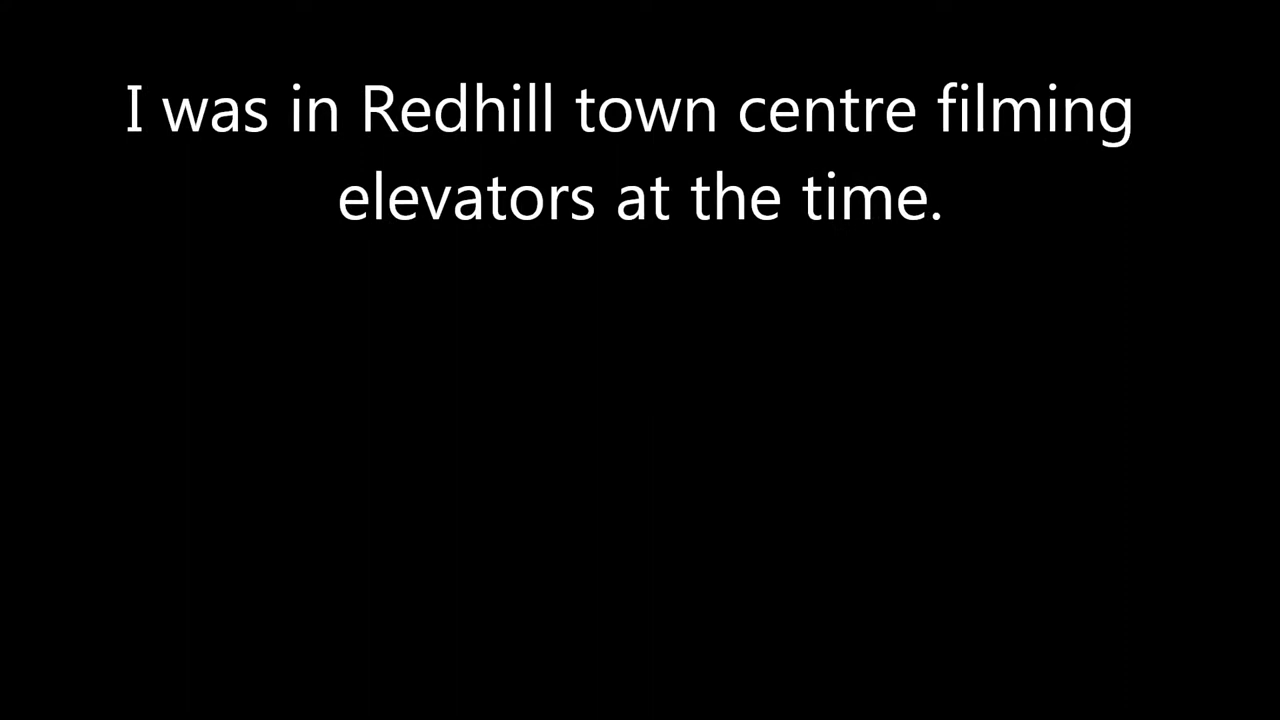 I was in Redhill town centre filming
elevators at the time.